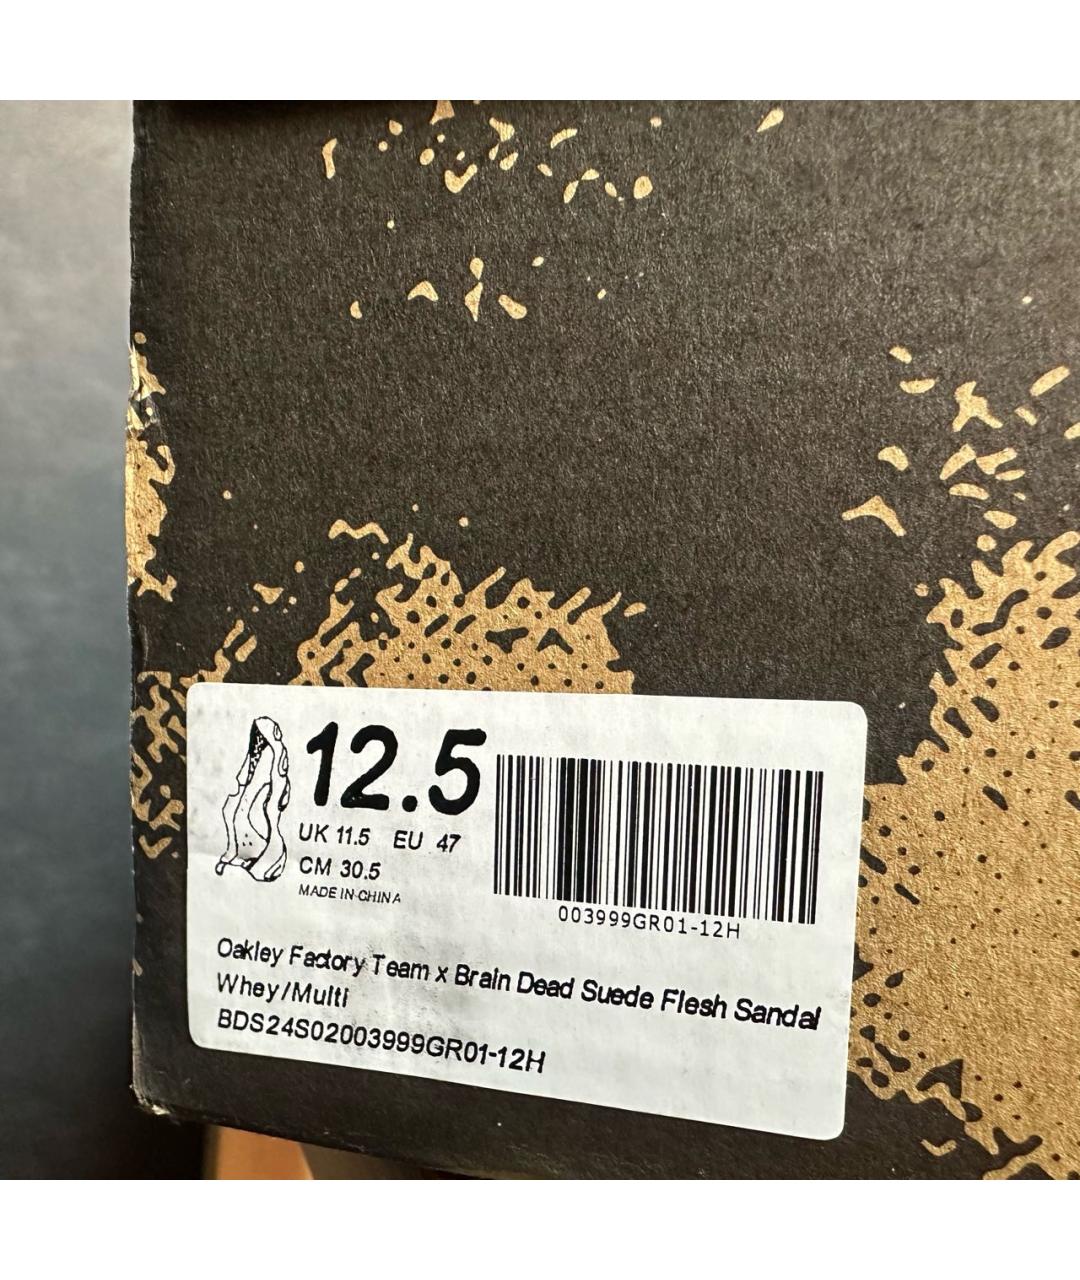 12.5
UK 11.5 EU 47
CM 30.5
MADE IN CHINA
003999GR01-12H
Oakley Factory Team x Brain Dead Suede Flesh Sandal
Whey/Multi
BDS24S02003999GR01-12H